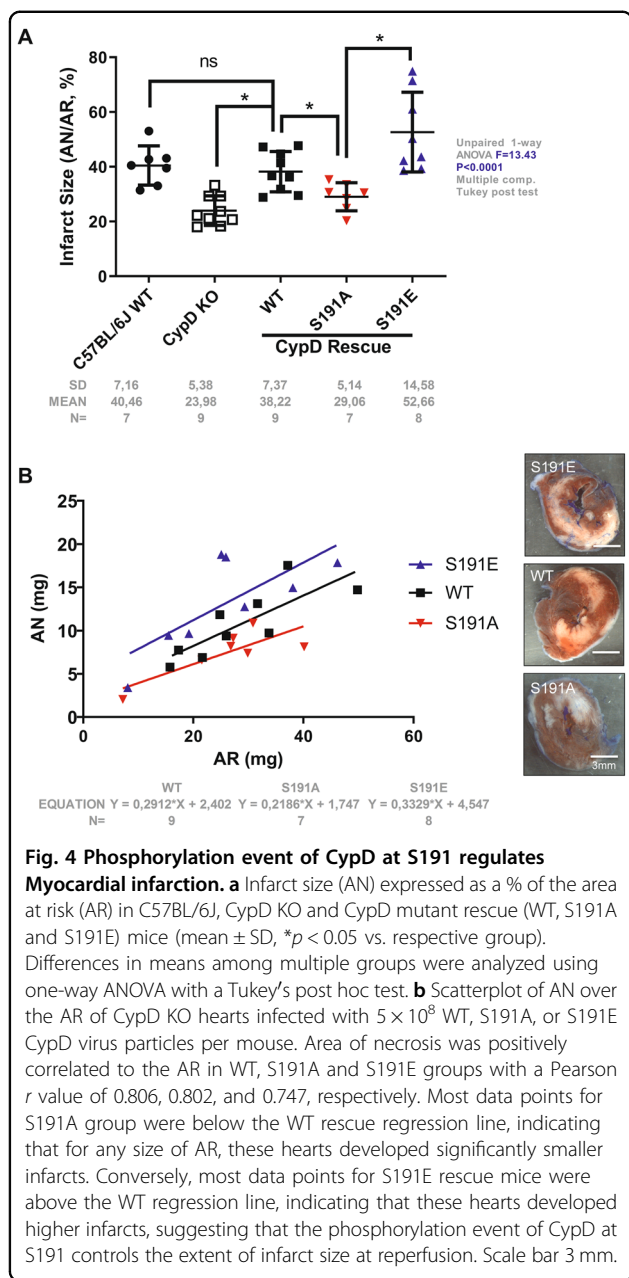 A
ns
*
*
*
Infarct Size (AN/AR, %)
80
60
40
20
0
Unpaired 1-way
ANOVA F=13.43
P<0.0001
Multiple comp.
Tukey post test
C57BL/6J WT
CypD KO
WT
S191A
S191E
CypD Rescue
SD 7,16 5,38 7,37 5,14 14,58
MEAN 40,46 23,98 38,22 29,06 52,66
N= 7 9 9 7 8
B
AN (mg)
25
20
15
10
5
0
0 20 40 60
AR (mg)
S191E
WT
S191A
S191E
WT
S191A
3mm
WT S191A S191E
EQUATION Y = 0,2912*X + 2,402 Y = 0,2186*X + 1,747 Y = 0,3329*X + 4,547
N= 9 7 8
Fig. 4 Phosphorylation event of CypD at S191 regulates
Myocardial infarction. a Infarct size (AN) expressed as a % of the area
at risk (AR) in C57BL/6J, CypD KO and CypD mutant rescue (WT, S191A
and S191E) mice (mean ± SD, *p < 0.05 vs. respective group).
Differences in means among multiple groups were analyzed using
one-way ANOVA with a Tukey's post hoc test. b Scatterplot of AN over
the AR of CypD KO hearts infected with 5 × 10⁸ WT, S191A, or S191E
CypD virus particles per mouse. Area of necrosis was positively
correlated to the AR in WT, S191A and S191E groups with a Pearson
r value of 0.806, 0.802, and 0.747, respectively. Most data points for
S191A group were below the WT rescue regression line, indicating
that for any size of AR, these hearts developed significantly smaller
infarcts. Conversely, most data points for S191E rescue mice were
above the WT regression line, indicating that these hearts developed
higher infarcts, suggesting that the phosphorylation event of CypD at
S191 controls the extent of infarct size at reperfusion. Scale bar 3 mm.